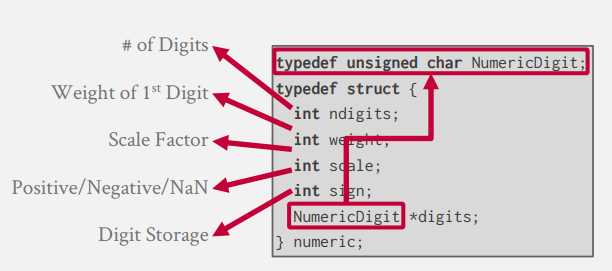 # of Digits
Weight of 1st Digit
Scale Factor
Positive/Negative/NaN
Digit Storage
typedef unsigned char NumericDigit;
typedef struct {
int ndigits;
int weight;
int scale;
int sign;
NumericDigit *digits;
} numeric;